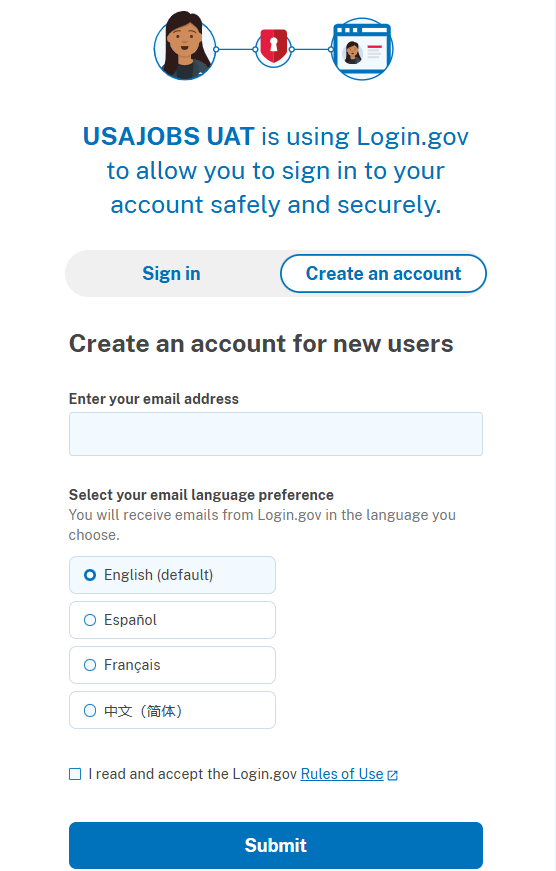 USAJOBS UAT is using Login.gov
to allow you to sign in to your
account safely and securely.
Sign in
Create an account
Create an account for new users
Enter your email address
Select your email language preference
You will receive emails from Login.gov in the language you
choose.
English (default)
Español
Français
中文（简体）
I read and accept the Login.gov Rules of Use
Submit